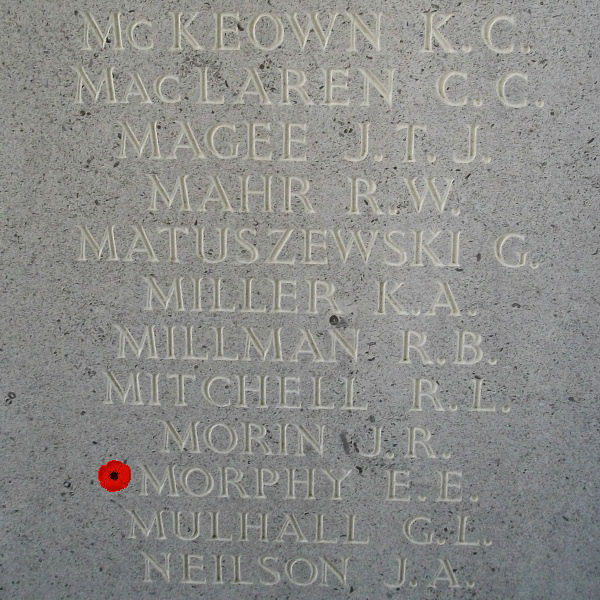 McKEOWN K.C.
MacLAREN C.C.
MAGEE J.T.J.
MAHR R.W.
MATUSZEWSKI G.
MILLER K.A.
MILLMAN R.B.
MITCHELL R.L.
MORIN J.R.
MORPHY E.E.
MULHALL G.L.
NEILSON J.A.